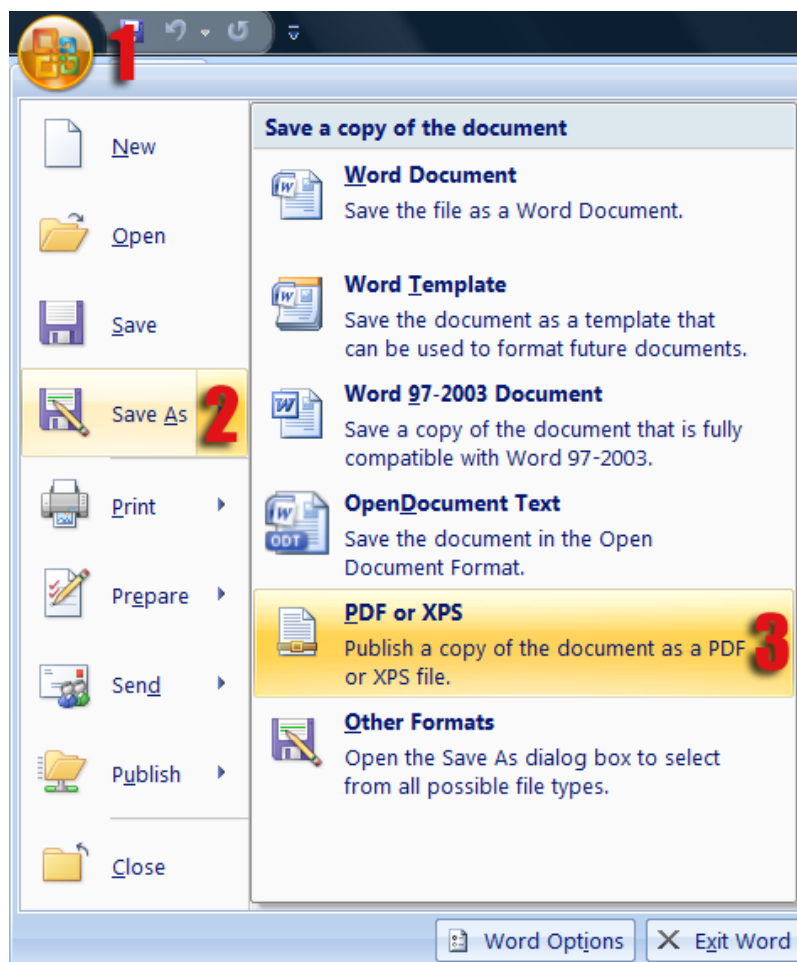 1
New
Open
Save
Save As 2
Print
Prepare
Send
Publish
Close
Save a copy of the document
Word Document
Save the file as a Word Document.
Word Template
Save the document as a template that
can be used to format future documents.
Word 97-2003 Document
Save a copy of the document that is fully
compatible with Word 97-2003.
OpenDocument Text
ODT
Save the document in the Open
Document Format.
PDF or XPS
Publish a copy of the document as a PDF 3
or XPS file.
Other Formats
Open the Save As dialog box to select
from all possible file types.
Word Options
Exit Word